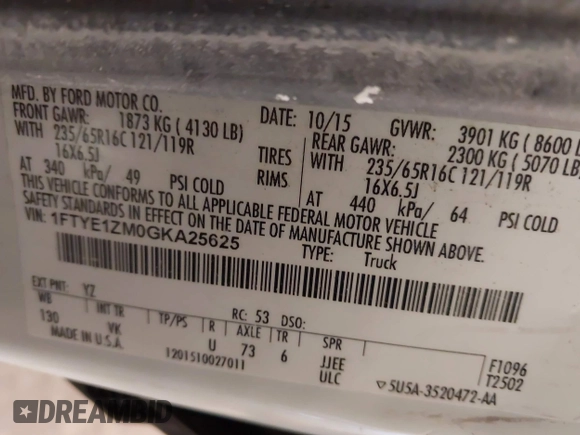 MFD. BY FORD MOTOR CO.
DATE: 10/15
GVWR: 3901 KG ( 8600 L
FRONT GAWR: 1873 KG ( 4130 LB)
REAR GAWR: 2300 KG ( 5070 LB)
WITH 235/65R16C 121/119R TIRES
WITH 235/65R16C 121/119R
16X6.5J RIMS
16X6.5J
AT 340 kPa/ 49 PSI COLD
AT 440 kPa/ 64 PSI COLD
THIS VEHICLE CONFORMS TO ALL APPLICABLE FEDERAL MOTOR VEHICLE
SAFETY STANDARDS IN EFFECT ON THE DATE OF MANUFACTURE SHOWN ABOVE.
VIN: 1FTYE1ZM0GKA25625
TYPE: Truck
EXT PNT: YZ
RC: 53 DSO:
WB INT TR TP/PS R AXLE TR SPR
130 VK U 73 6 JJEE
ULC
F1096
T2502
MADE IN U.S.A.
1201510027011
5U5A-3520472-AA
DREAMBID